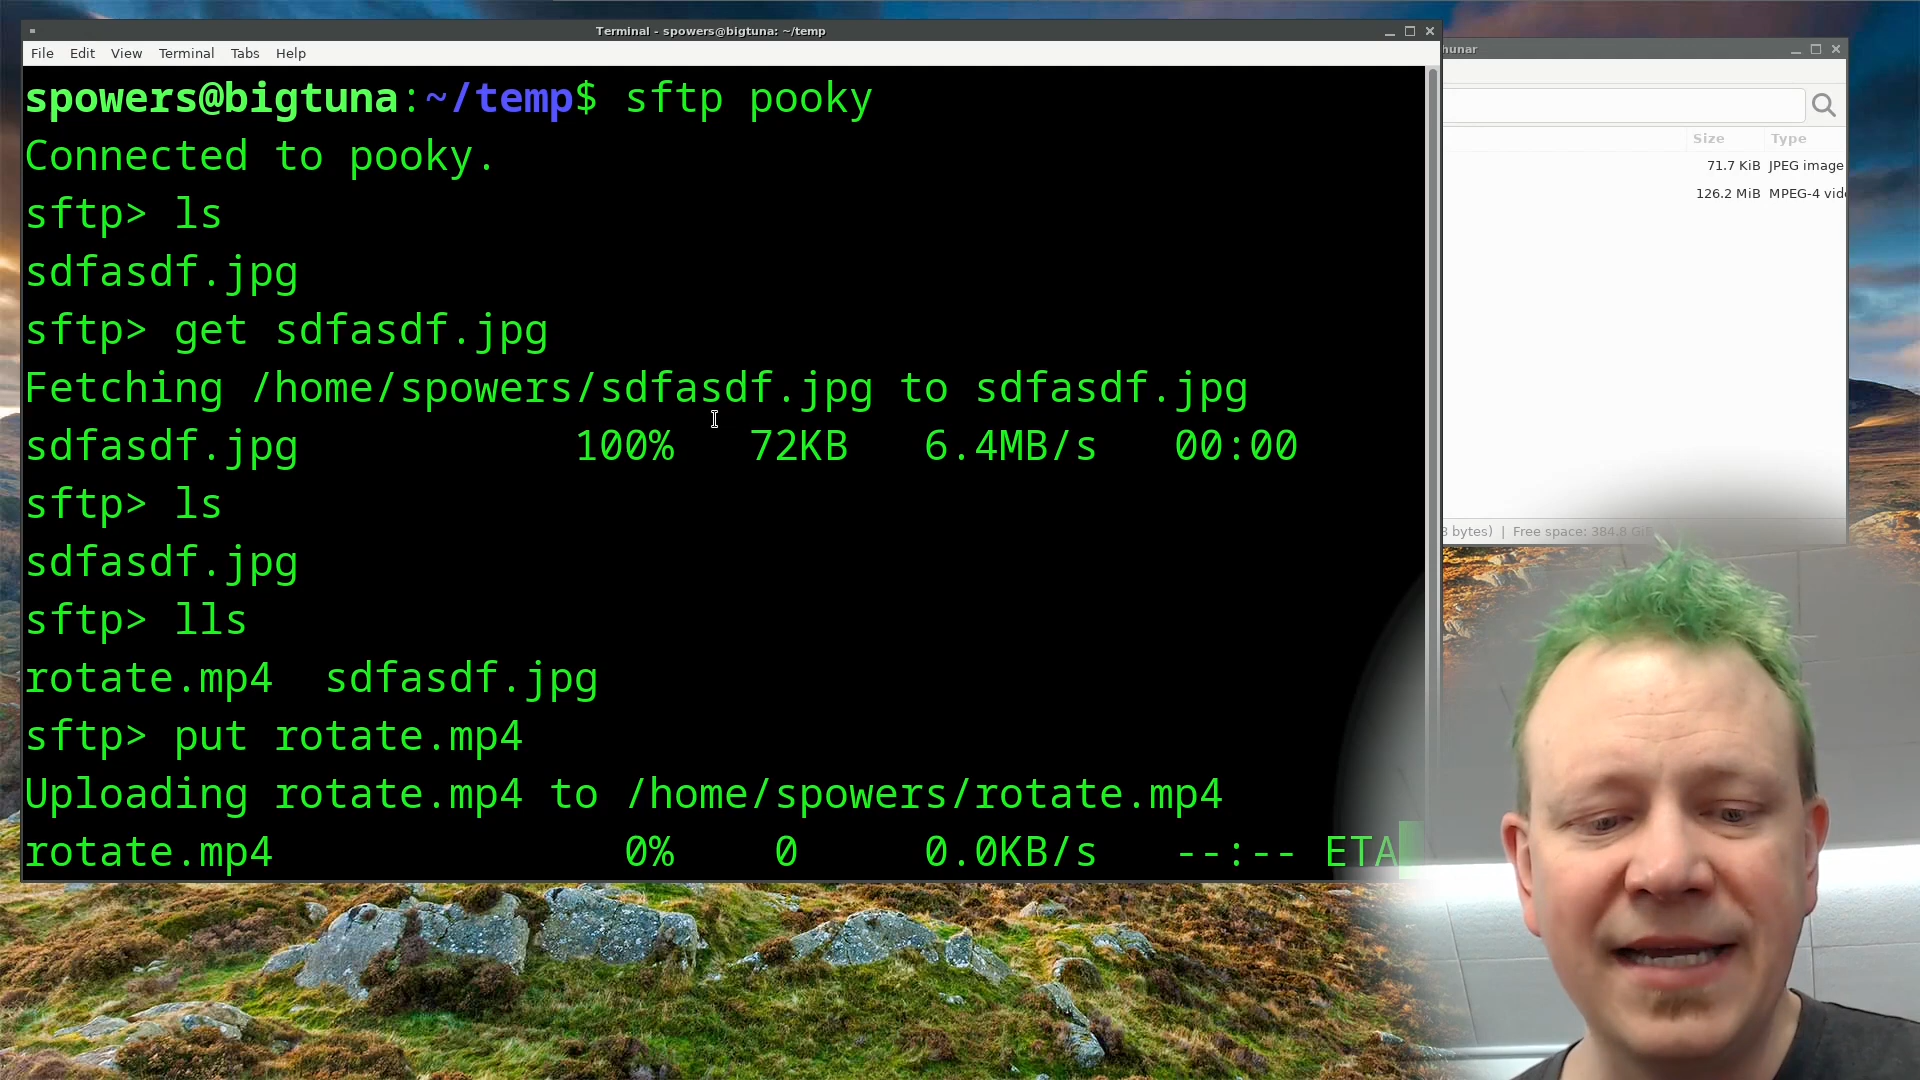 Terminal - spowers@bigtuna: ~/temp
File Edit View Terminal Tabs Help
spowers@bigtuna:~/temp$ sftp pooky
Connected to pooky.
sftp> ls
sdfasdf.jpg
sftp> get sdfasdf.jpg
Fetching /home/spowers/sdfasdf.jpg to sdfasdf.jpg
sdfasdf.jpg 100% 72KB 6.4MB/s 00:00
sftp> ls
sdfasdf.jpg
sftp> lls
rotate.mp4 sdfasdf.jpg
sftp> put rotate.mp4
Uploading rotate.mp4 to /home/spowers/rotate.mp4
rotate.mp4 0% 0 0.0KB/s --:-- ETA
Size Type
71.7 KiB JPEG image
126.2 MiB MPEG-4
bytes) | Free space: 384.8 GiB